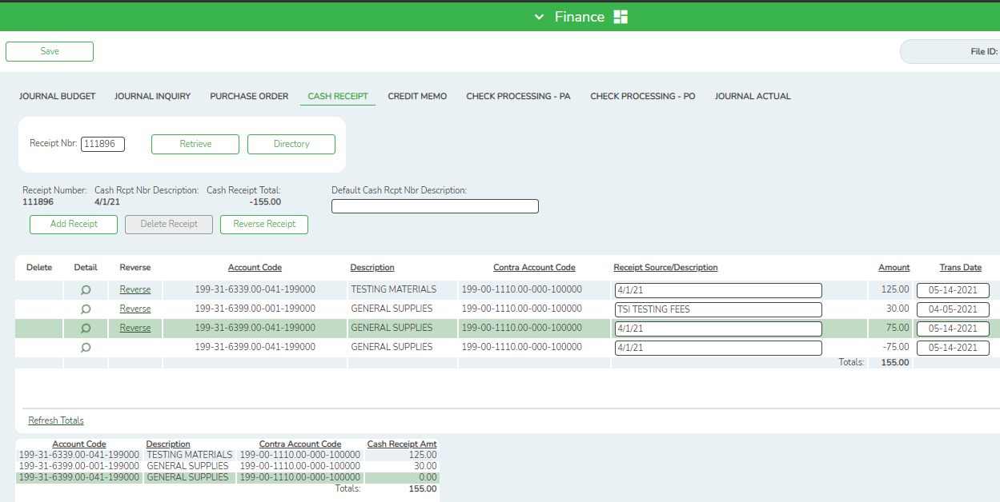 Finance
Save
File ID:
JOURNAL BUDGET JOURNAL INQUIRY PURCHASE ORDER CASH RECEIPT CREDIT MEMO CHECK PROCESSING - PA CHECK PROCESSING - PO JOURNAL ACTUAL
Receipt Nbr: 111896 Retrieve Directory
Receipt Number: Cash Rcpt Nbr Description: Cash Receipt Total: Default Cash Rcpt Nbr Description:
111896 4/1/21 -155.00
Add Receipt Delete Receipt Reverse Receipt
Delete Detail Reverse Account Code Description Contra Account Code Receipt Source/Description Amount Trans Date
Reverse 199-31-6339.00-041-199000 TESTING MATERIALS 199-00-1110.00-000-100000 4/1/21 125.00 05-14-2021
Reverse 199-31-6399.00-001-199000 GENERAL SUPPLIES 199-00-1110.00-000-100000 TSI TESTING FEES 30.00 04-05-2021
Reverse 199-31-6399.00-041-199000 GENERAL SUPPLIES 199-00-1110.00-000-100000 4/1/21 75.00 05-14-2021
199-31-6399.00-041-199000 GENERAL SUPPLIES 199-00-1110.00-000-100000 4/1/21 -75.00 05-14-2021
Totals: 155.00
Refresh Totals
Account Code Description Contra Account Code Cash Receipt Amt
199-31-6339.00-041-199000 TESTING MATERIALS 199-00-1110.00-000-100000 125.00
199-31-6399.00-001-199000 GENERAL SUPPLIES 199-00-1110.00-000-100000 30.00
199-31-6399.00-041-199000 GENERAL SUPPLIES 199-00-1110.00-000-100000 0.00
Totals: 155.00